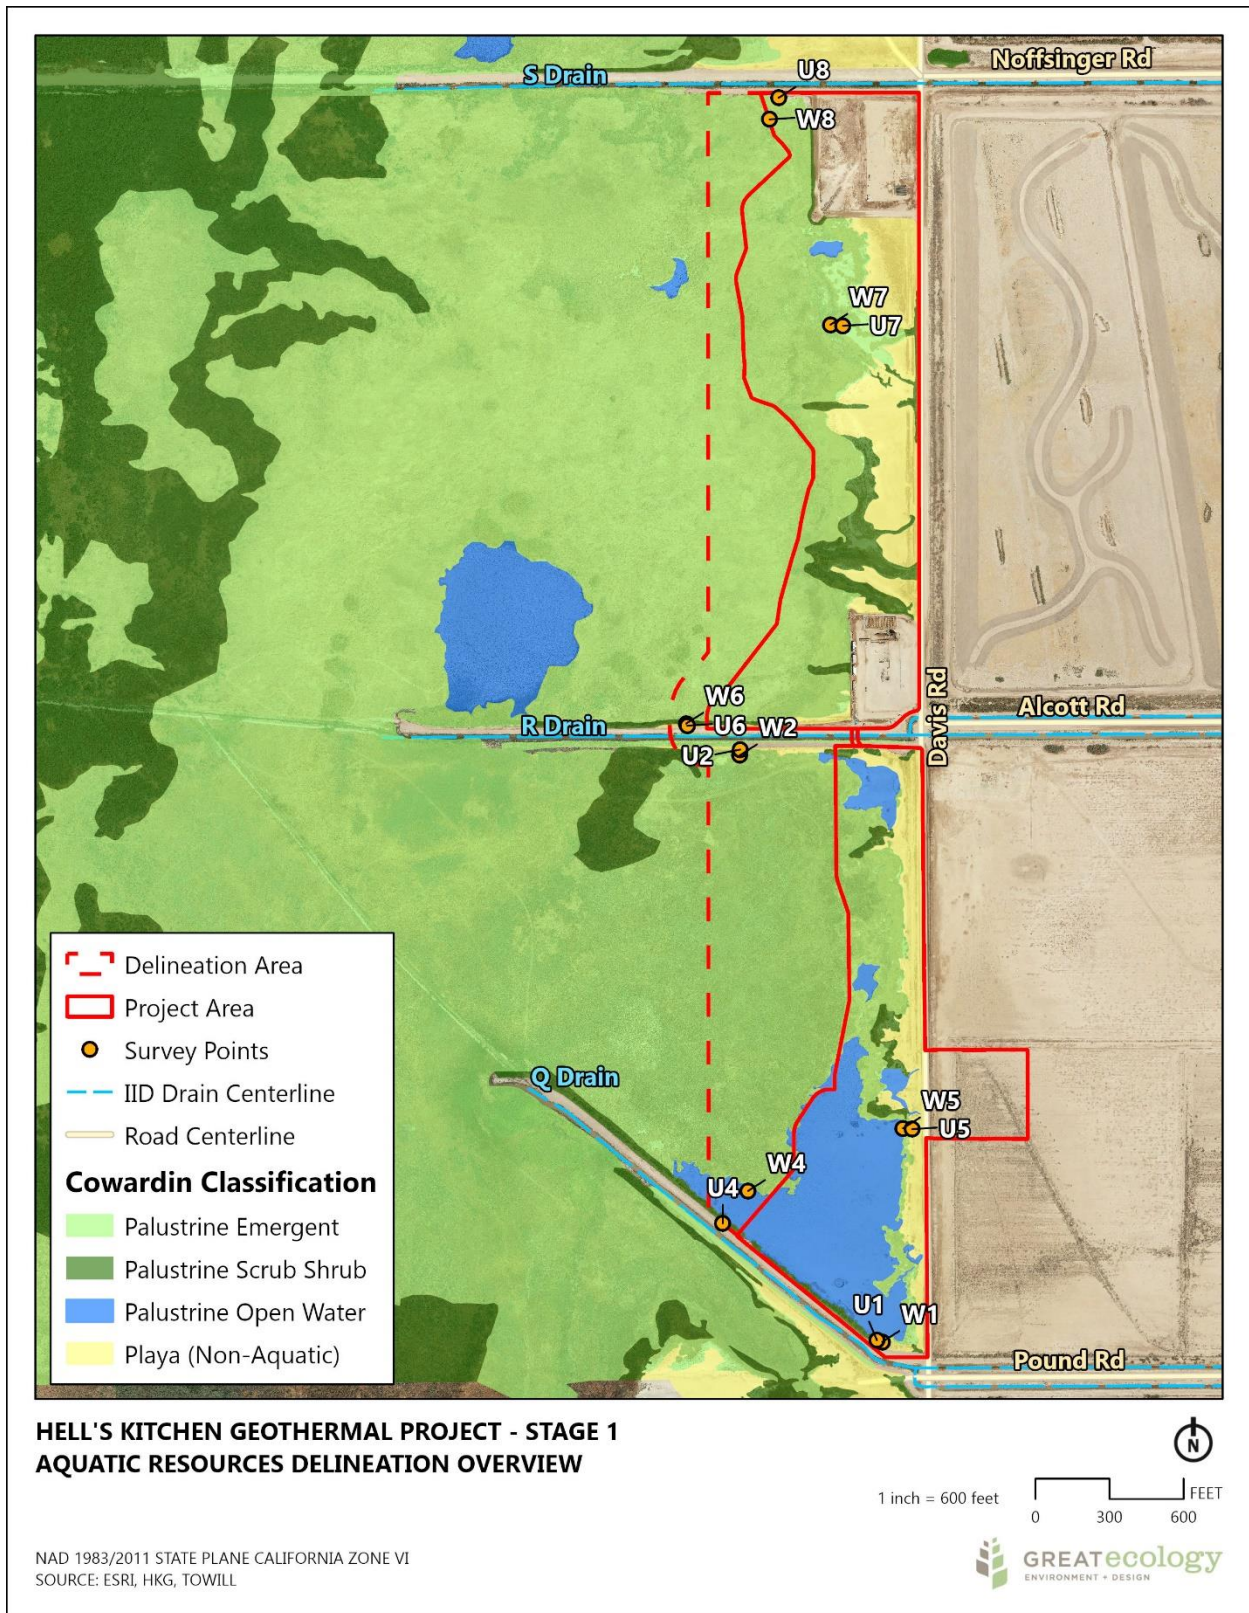 Noffsinger Rd
S Drain
U8
W8
W7
U7
W6
R Drain
U6
W2
U2
Alcott Rd
Davis Rd
Q Drain
W5
U5
W4
U4
U1
W1
Pound Rd
Delineation Area
Project Area
Survey Points
IID Drain Centerline
Road Centerline
Cowardin Classification
Palustrine Emergent
Palustrine Scrub Shrub
Palustrine Open Water
Playa (Non-Aquatic)
HELL'S KITCHEN GEOTHERMAL PROJECT - STAGE 1
AQUATIC RESOURCES DELINEATION OVERVIEW
N
1 inch = 600 feet
FEET
0 300 600
NAD 1983/2011 STATE PLANE CALIFORNIA ZONE VI
SOURCE: ESRI, HKG, TOWILL
GREATecology
ENVIRONMENT + DESIGN